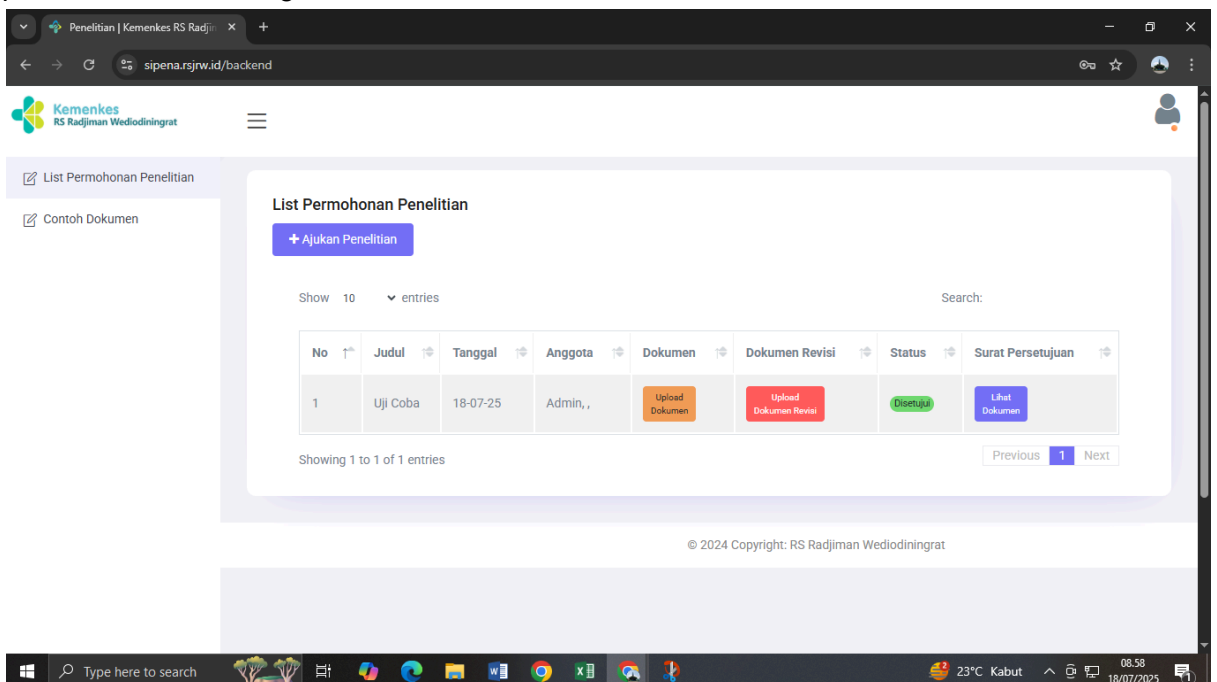 Penelitian | Kemenkes RS Radjin
sipena.rsjrw.id/backend
Kemenkes
RS Radjiman Wediodiningrat
List Permohonan Penelitian
Contoh Dokumen
List Permohonan Penelitian
+ Ajukan Penelitian
Show 10 entries
Search:
No Judul Tanggal Anggota Dokumen Dokumen Revisi Status Surat Persetujuan
1 Uji Coba 18-07-25 Admin, , Upload Dokumen Upload Dokumen Revisi Disetujui Lihat Dokumen
Showing 1 to 1 of 1 entries
Previous 1 Next
© 2024 Copyright: RS Radjiman Wediodiningrat
Type here to search
23°C Kabut
08.58
18/07/2025